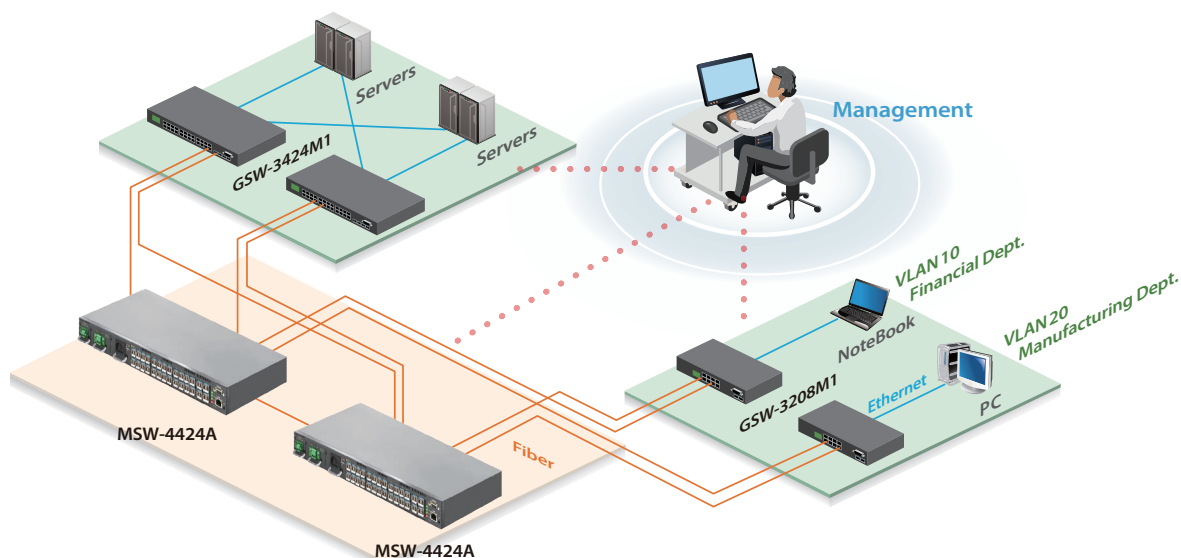 Servers
Servers
GSW-3424M1
Management
VLAN 10
Financial Dept.
VLAN 20
Manufacturing Dept.
NoteBook
GSW-3208M1
Ethernet
PC
MSW-4424A
Fiber
MSW-4424A